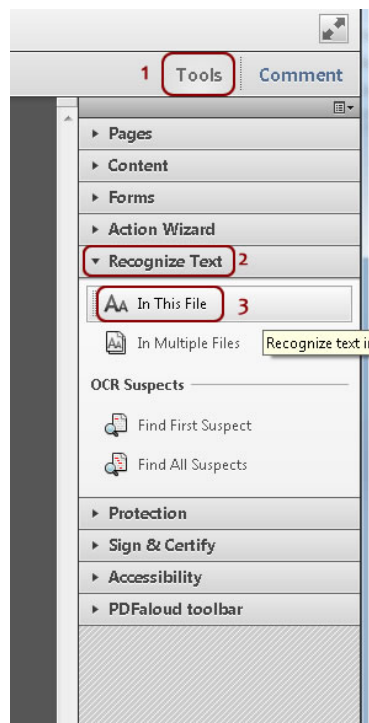 1 Tools Comment
Pages
Content
Forms
Action Wizard
Recognize Text 2
AA In This File 3
In Multiple Files Recognize text i
OCR Suspects
Find First Suspect
Find All Suspects
Protection
Sign & Certify
Accessibility
PDFaloud toolbar